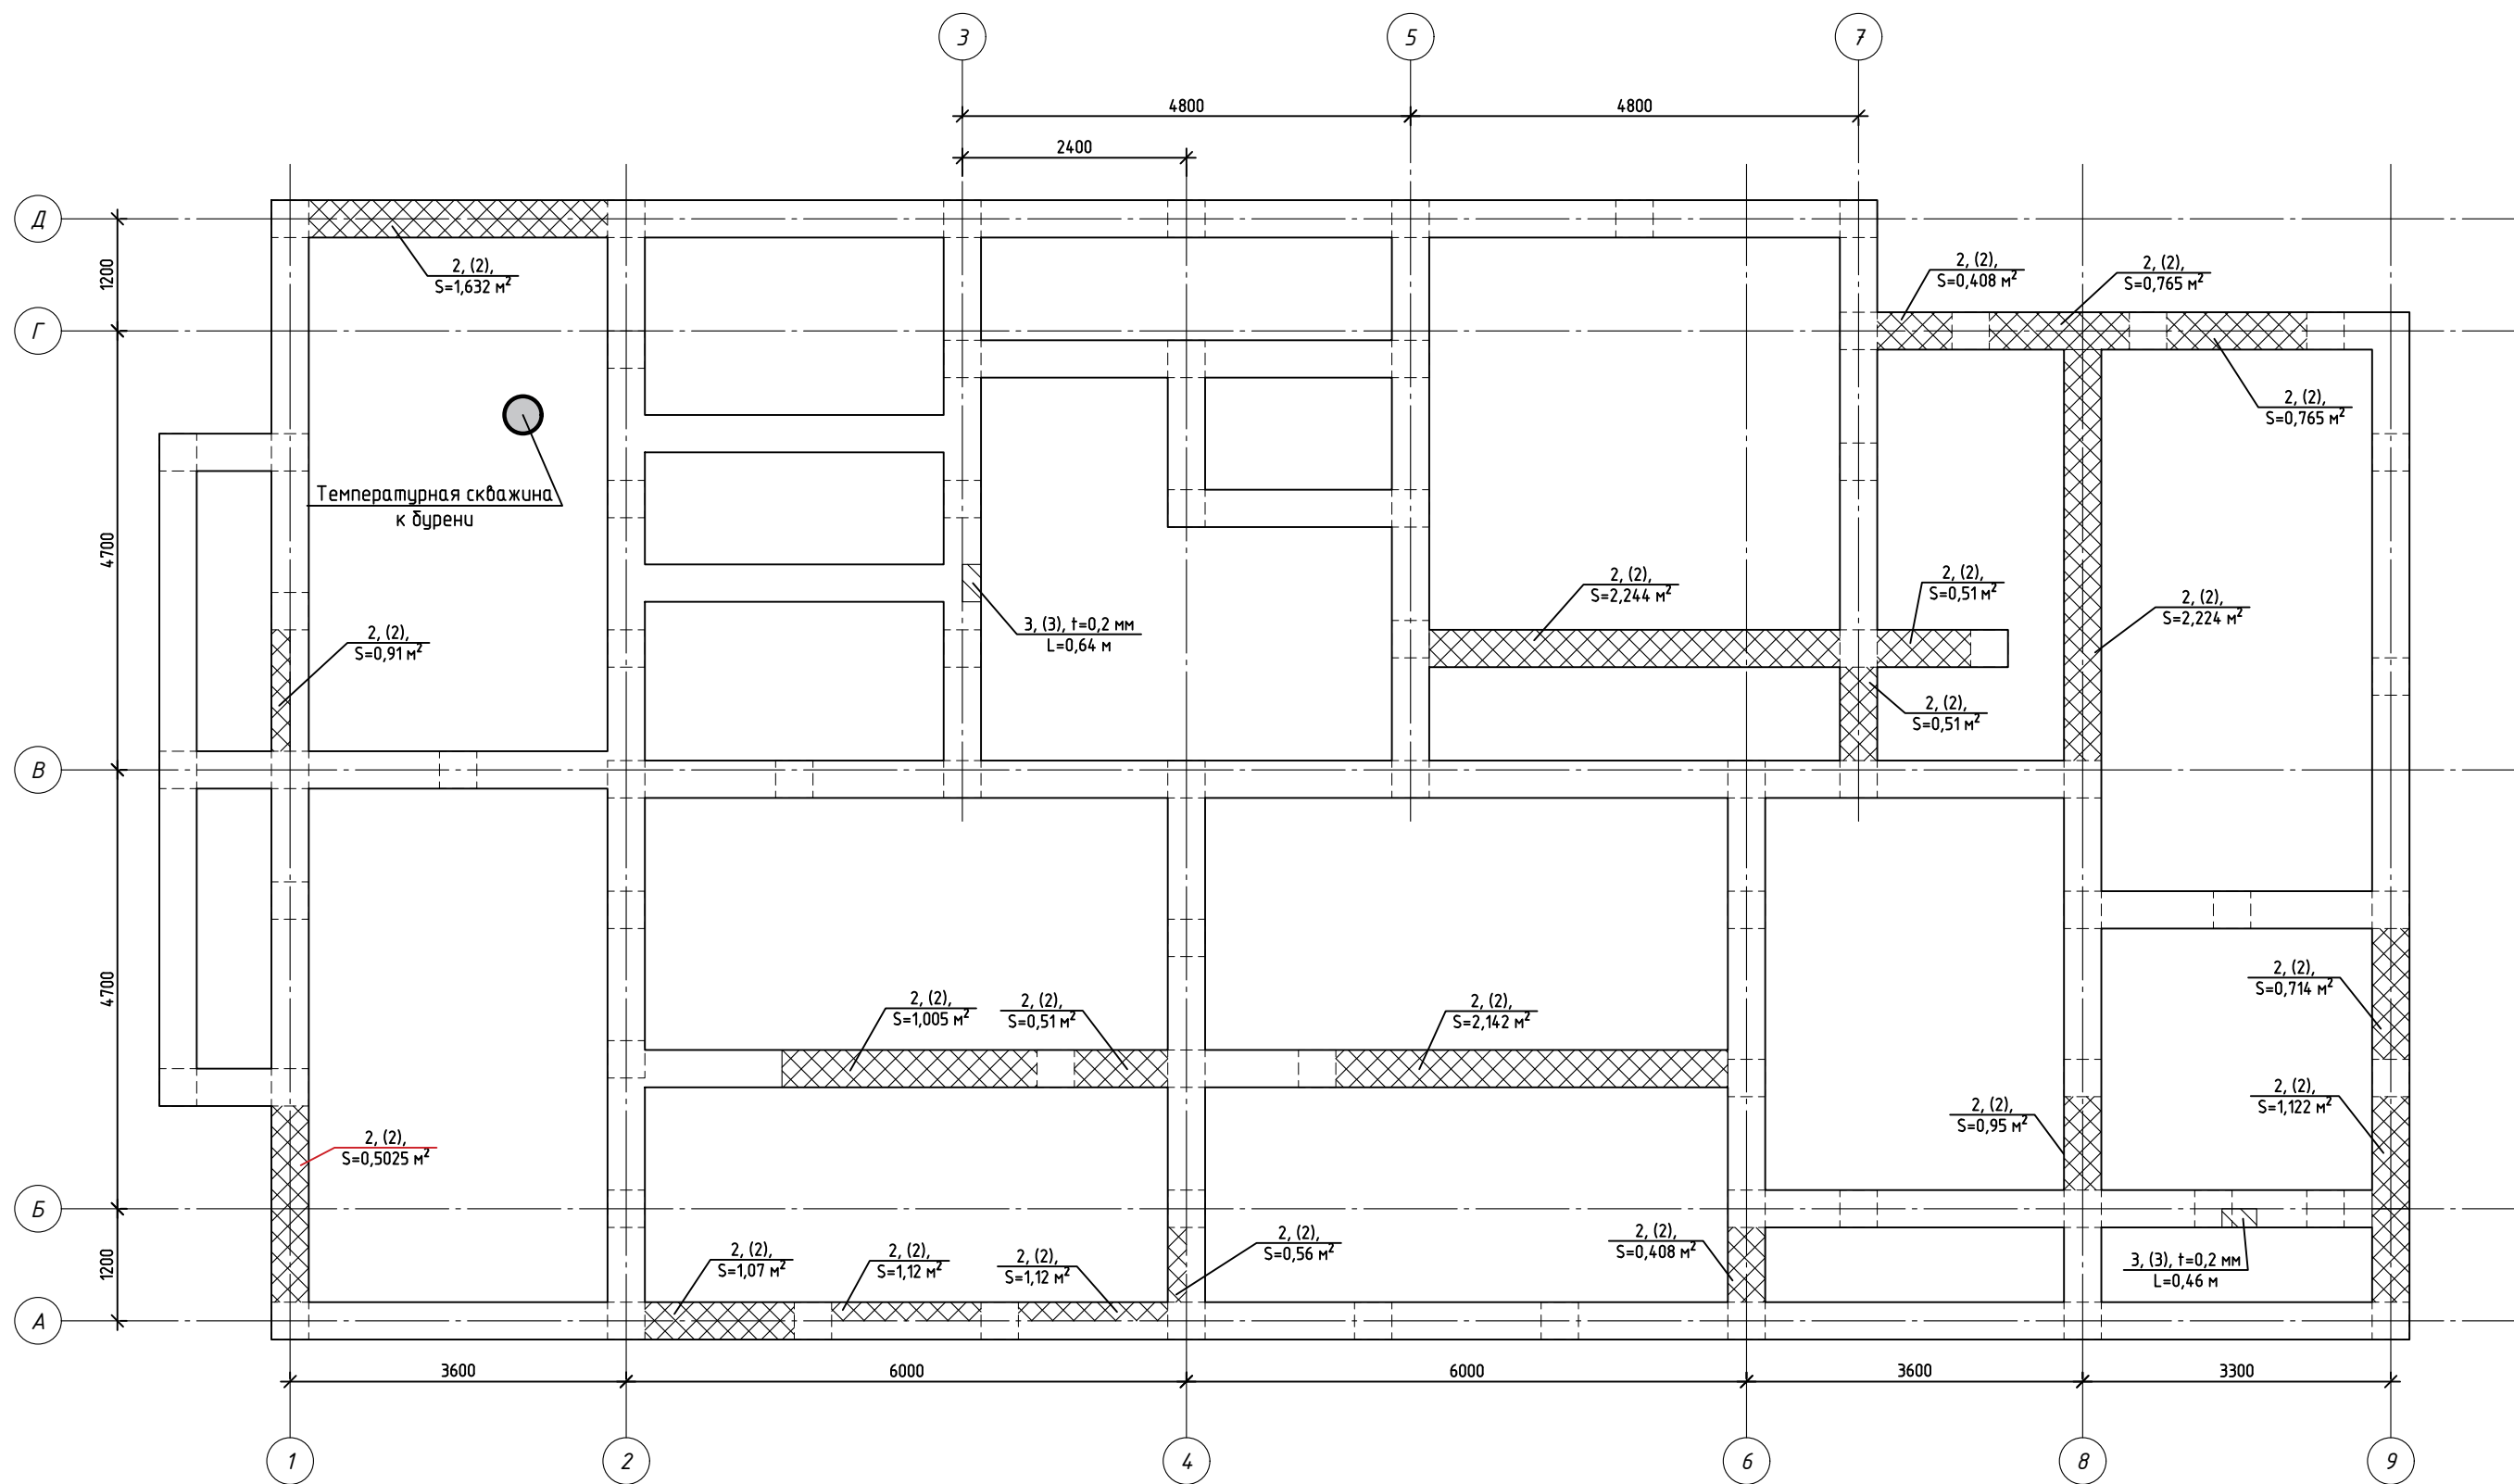 3
5
7
4800
4800
2400
Д
1200
2, (2),
S=1,632 м²
2, (2),
S=0,408 м²
2, (2),
S=0,765 м²
Г
2, (2),
S=0,765 м²
Температурная скважина
к бурени
4700
2, (2),
S=2,244 м²
2, (2),
S=0,51 м²
2, (2),
S=2,224 м²
3, (3), t=0,2 мм
L=0,64 м
2, (2),
S=0,91 м²
2, (2),
S=0,51 м²
В
4700
2, (2),
S=0,714 м²
2, (2),
S=1,005 м²
2, (2),
S=0,51 м²
2, (2),
S=2,142 м²
2, (2),
S=1,122 м²
2, (2),
S=0,95 м²
2, (2),
S=0,5025 м²
Б
1200
2, (2),
S=1,07 м²
2, (2),
S=1,12 м²
2, (2),
S=1,12 м²
2, (2),
S=0,56 м²
2, (2),
S=0,408 м²
3, (3), t=0,2 мм
L=0,46 м
А
3600
6000
6000
3600
3300
1
2
4
6
8
9